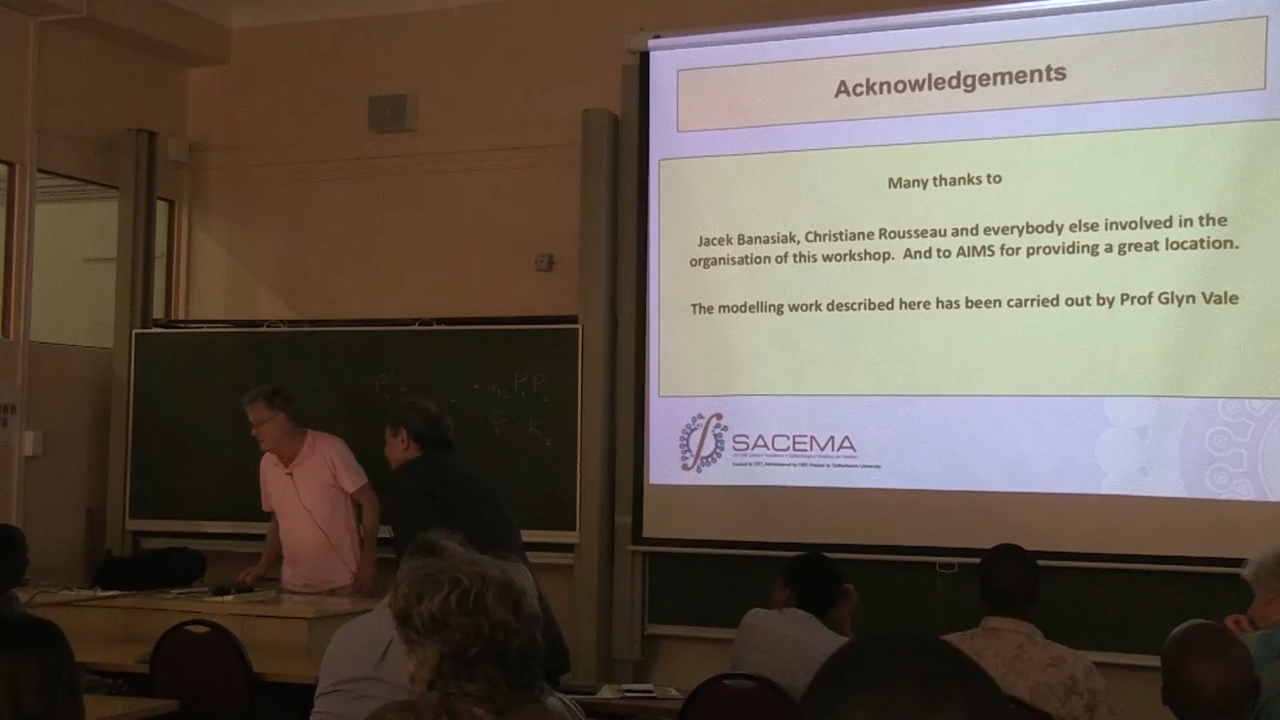 Acknowledgements
Many thanks to
Jacek Banasiak, Christiane Rousseau and everybody else involved in the
organisation of this workshop. And to AIMS for providing a great location.
The modelling work described here has been carried out by Prof Glyn Vale
SACEMA